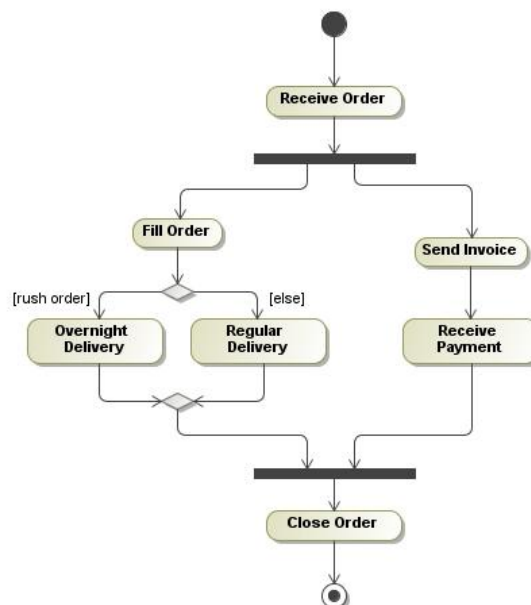 Receive Order
Fill Order
Send Invoice
[rush order]
[else]
Overnight
Delivery
Regular
Delivery
Receive
Payment
Close Order